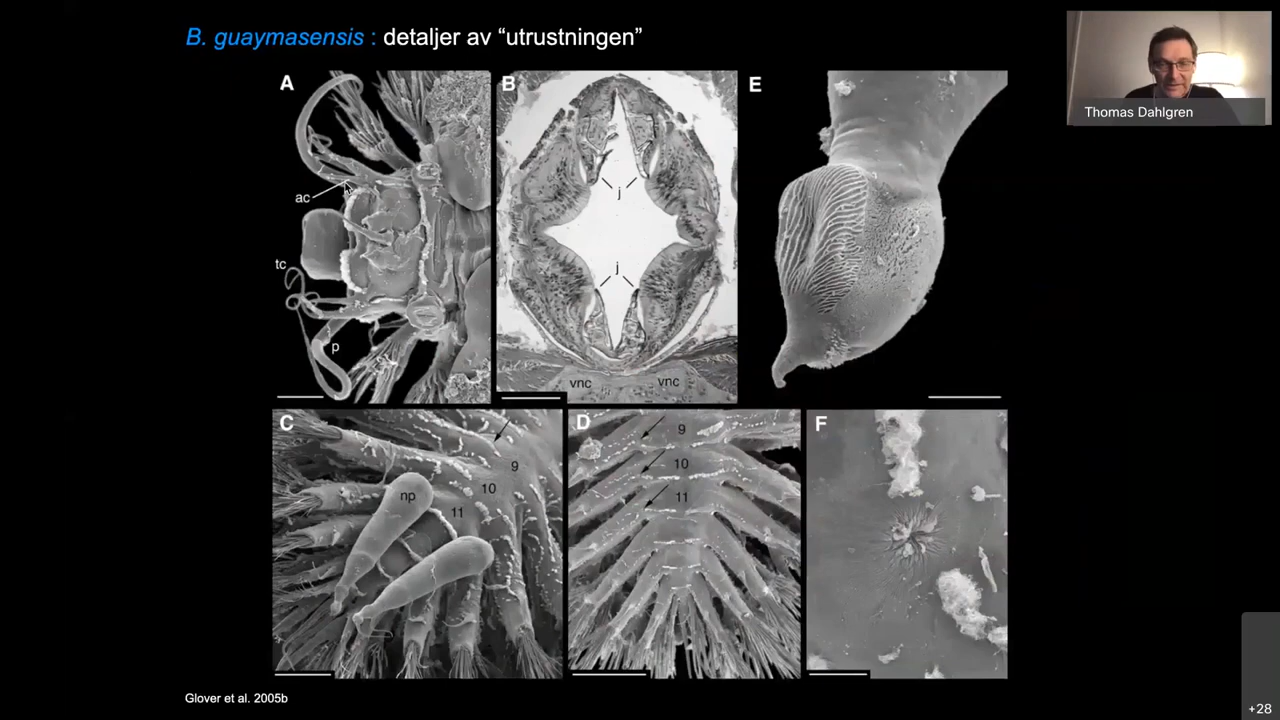 B. guaymasensis : detaljer av “utrustningen”
Thomas Dahlgren
A
ac
tc
p
B
j
j
vnc
vnc
E
C
9
10
11
np
D
9
10
11
F
Glover et al. 2005b
+28